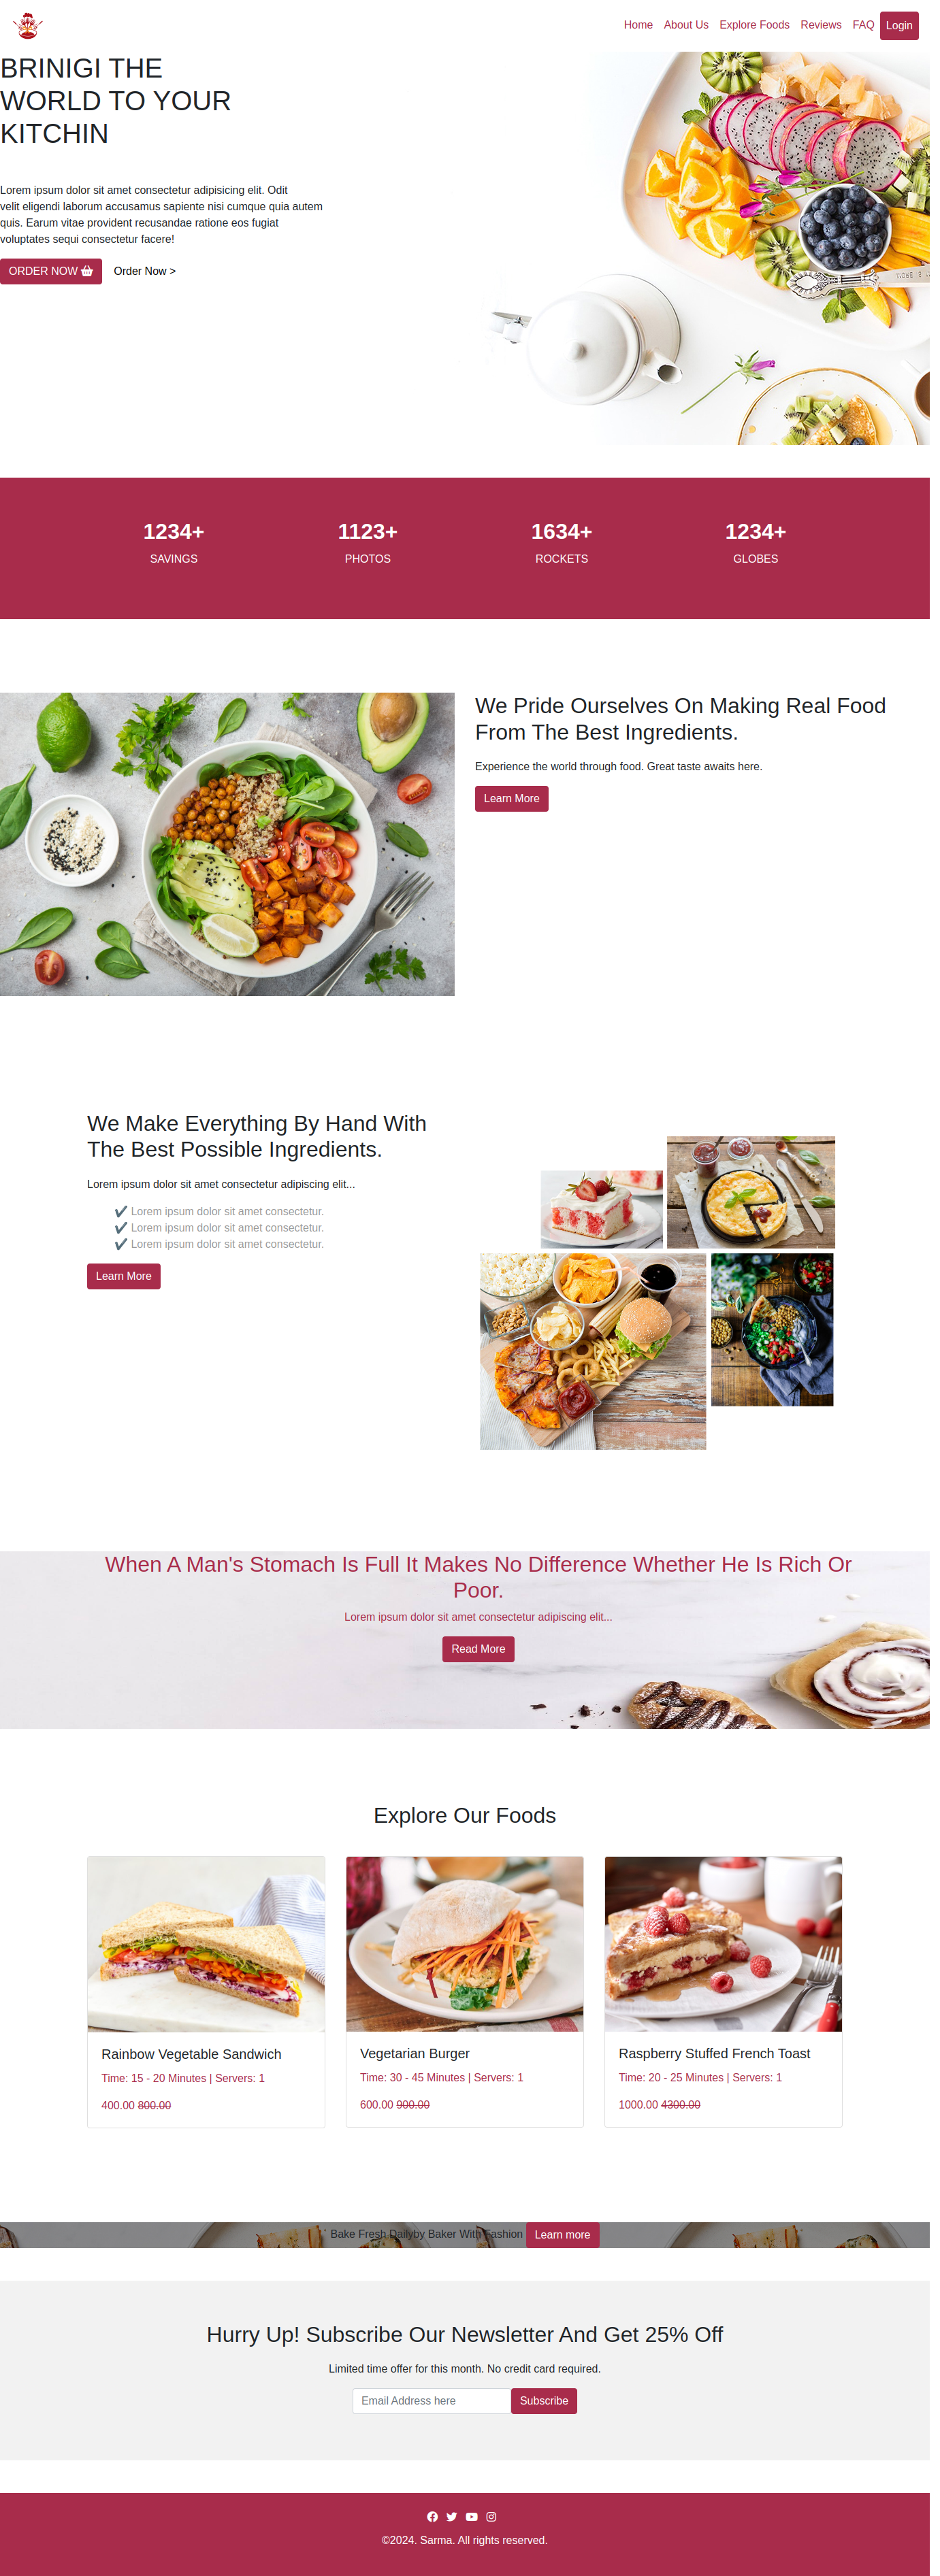 Home About Us Explore Foods Reviews FAQ Login
BRINIGI THE
WORLD TO YOUR
KITCHIN
Lorem ipsum dolor sit amet consectetur adipisicing elit. Odit
velit eligendi laborum accusamus sapiente nisi cumque quia autem
quis. Earum vitae provident recusandae ratione eos fugiat
voluptates sequi consectetur facere!
ORDER NOW Order Now >
1234+ 1123+ 1634+ 1234+
SAVINGS PHOTOS ROCKETS GLOBES
We Pride Ourselves On Making Real Food
From The Best Ingredients.
Experience the world through food. Great taste awaits here.
Learn More
We Make Everything By Hand With
The Best Possible Ingredients.
Lorem ipsum dolor sit amet consectetur adipiscing elit...
✔ Lorem ipsum dolor sit amet consectetur.
✔ Lorem ipsum dolor sit amet consectetur.
✔ Lorem ipsum dolor sit amet consectetur.
Learn More
When A Man's Stomach Is Full It Makes No Difference Whether He Is Rich Or
Poor.
Lorem ipsum dolor sit amet consectetur adipiscing elit...
Read More
Explore Our Foods
Rainbow Vegetable Sandwich
Time: 15 - 20 Minutes | Servers: 1
400.00 800.00
Vegetarian Burger
Time: 30 - 45 Minutes | Servers: 1
600.00 900.00
Raspberry Stuffed French Toast
Time: 20 - 25 Minutes | Servers: 1
1000.00 4300.00
Bake Fresh Dailyby Baker With Fashion Learn more
Hurry Up! Subscribe Our Newsletter And Get 25% Off
Limited time offer for this month. No credit card required.
Email Address here Subscribe
©2024. Sarma. All rights reserved.